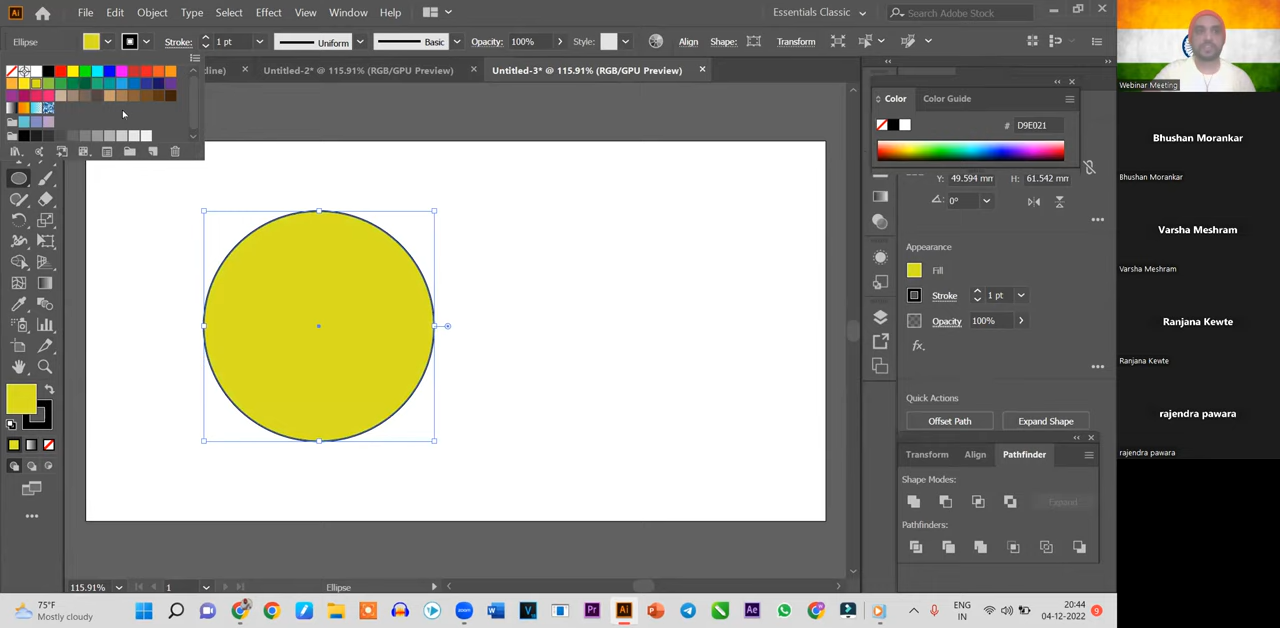 Ai File Edit Object Type Select Effect View Window Help Essentials Classic Search Adobe Stock
Ellipse Stroke: 1 pt Uniform Basic Opacity: 100% Style: Align Shape: Transform
Untitled-2* @ 115.91% (RGB/GPU Preview) Untitled-3* @ 115.91% (RGB/GPU Preview)
Color Color Guide
# D9E021
Y: 49.594 mm H: 61.542 mm
0°
Appearance
Fill
Stroke 1 pt
Opacity 100%
fx.
Quick Actions
Offset Path Expand Shape
Transform Align Pathfinder
Shape Modes:
Expand
Pathfinders:
115.91% 1 Ellipse
75°F
Mostly cloudy
Pr Ai Ae
ENG
IN
20:44
04-12-2022
9
Webinar Meeting
Bhushan Morankar
Bhushan Morankar
Varsha Meshram
Varsha Meshram
Ranjana Kewte
Ranjana Kewte
rajendra pawara
rajendra pawara